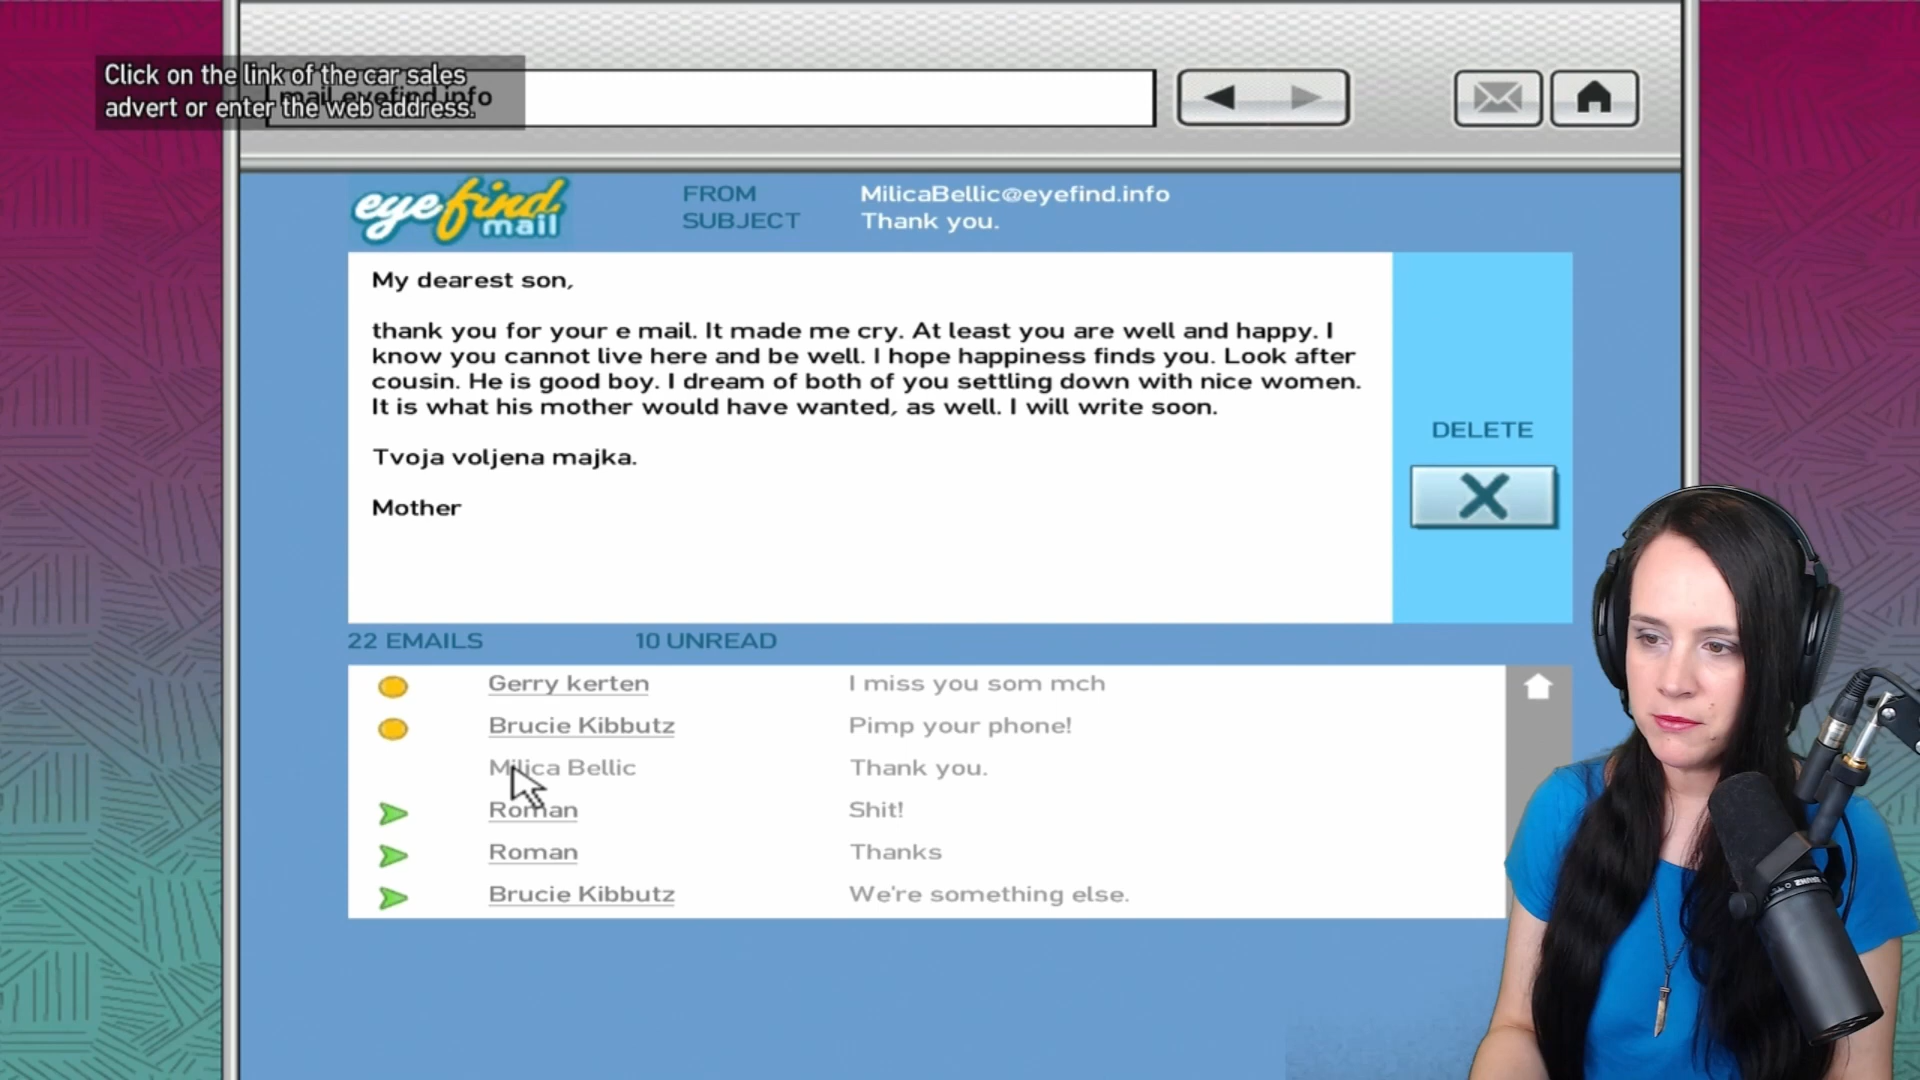 Click on the link of the car sales
advert or enter the web address.
mail.eyefind.info
eyefind
mail
FROM MilicaBellic@eyefind.info
SUBJECT Thank you.
My dearest son,
thank you for your e mail. It made me cry. At least you are well and happy. I
know you cannot live here and be well. I hope happiness finds you. Look after
cousin. He is good boy. I dream of both of you settling down with nice women.
It is what his mother would have wanted, as well. I will write soon.
Tvoja voljena majka.
Mother
DELETE
22 EMAILS 10 UNREAD
Gerry kerten I miss you som mch
Brucie Kibbutz Pimp your phone!
Milica Bellic Thank you.
Roman Shit!
Roman Thanks
Brucie Kibbutz We're something else.